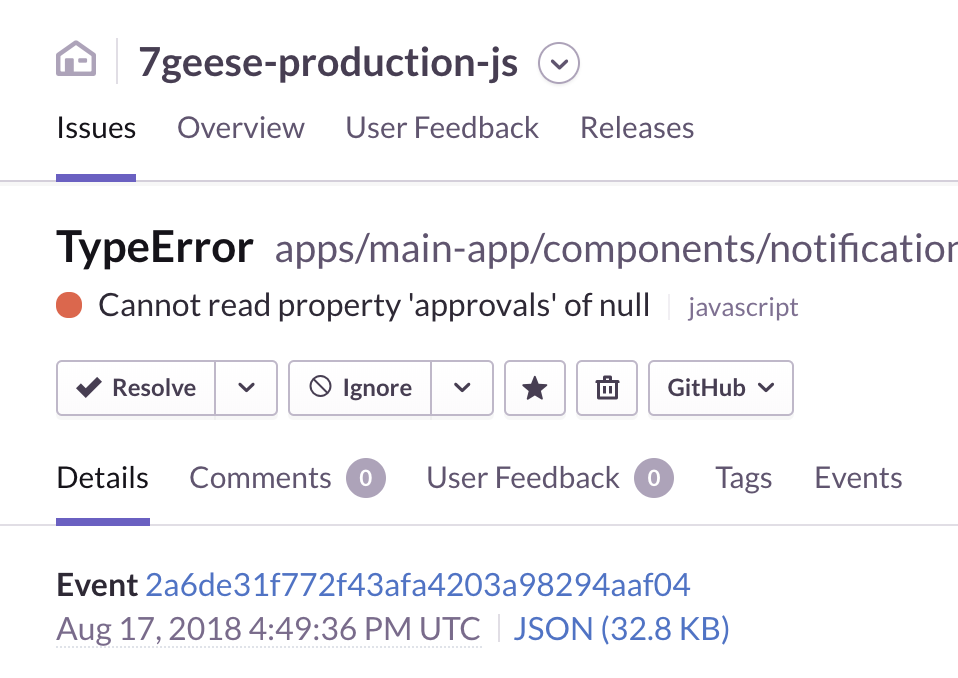 7geese-production-js
Issues Overview User Feedback Releases
TypeError apps/main-app/components/notification
Cannot read property 'approvals' of null javascript
Resolve Ignore GitHub
Details Comments 0 User Feedback 0 Tags Events
Event 2a6de31f772f43afa4203a98294aaf04
Aug 17, 2018 4:49:36 PM UTC JSON (32.8 KB)